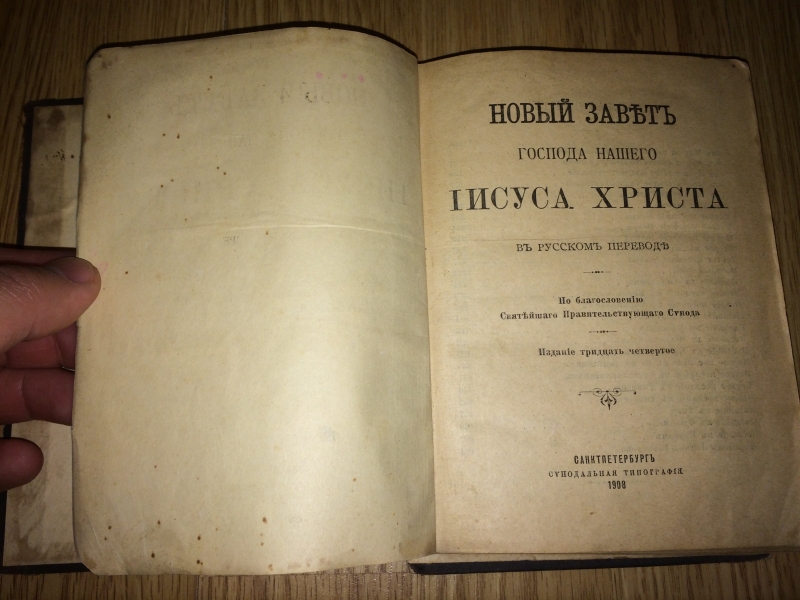 НОВЫЙ ЗАВѢТЪ
ГОСПОДА НАШЕГО
ІИСУСА ХРИСТА
ВЪ РУССКОМЪ ПЕРЕВОДѢ
По благословенію
Святѣйшаго Правительствующаго Сѵнода
Изданіе тридцать четвертое
САНКТПЕТЕРБУРГЪ
СѴНОДАЛЬНАЯ ТИПОГРАФІЯ
1908